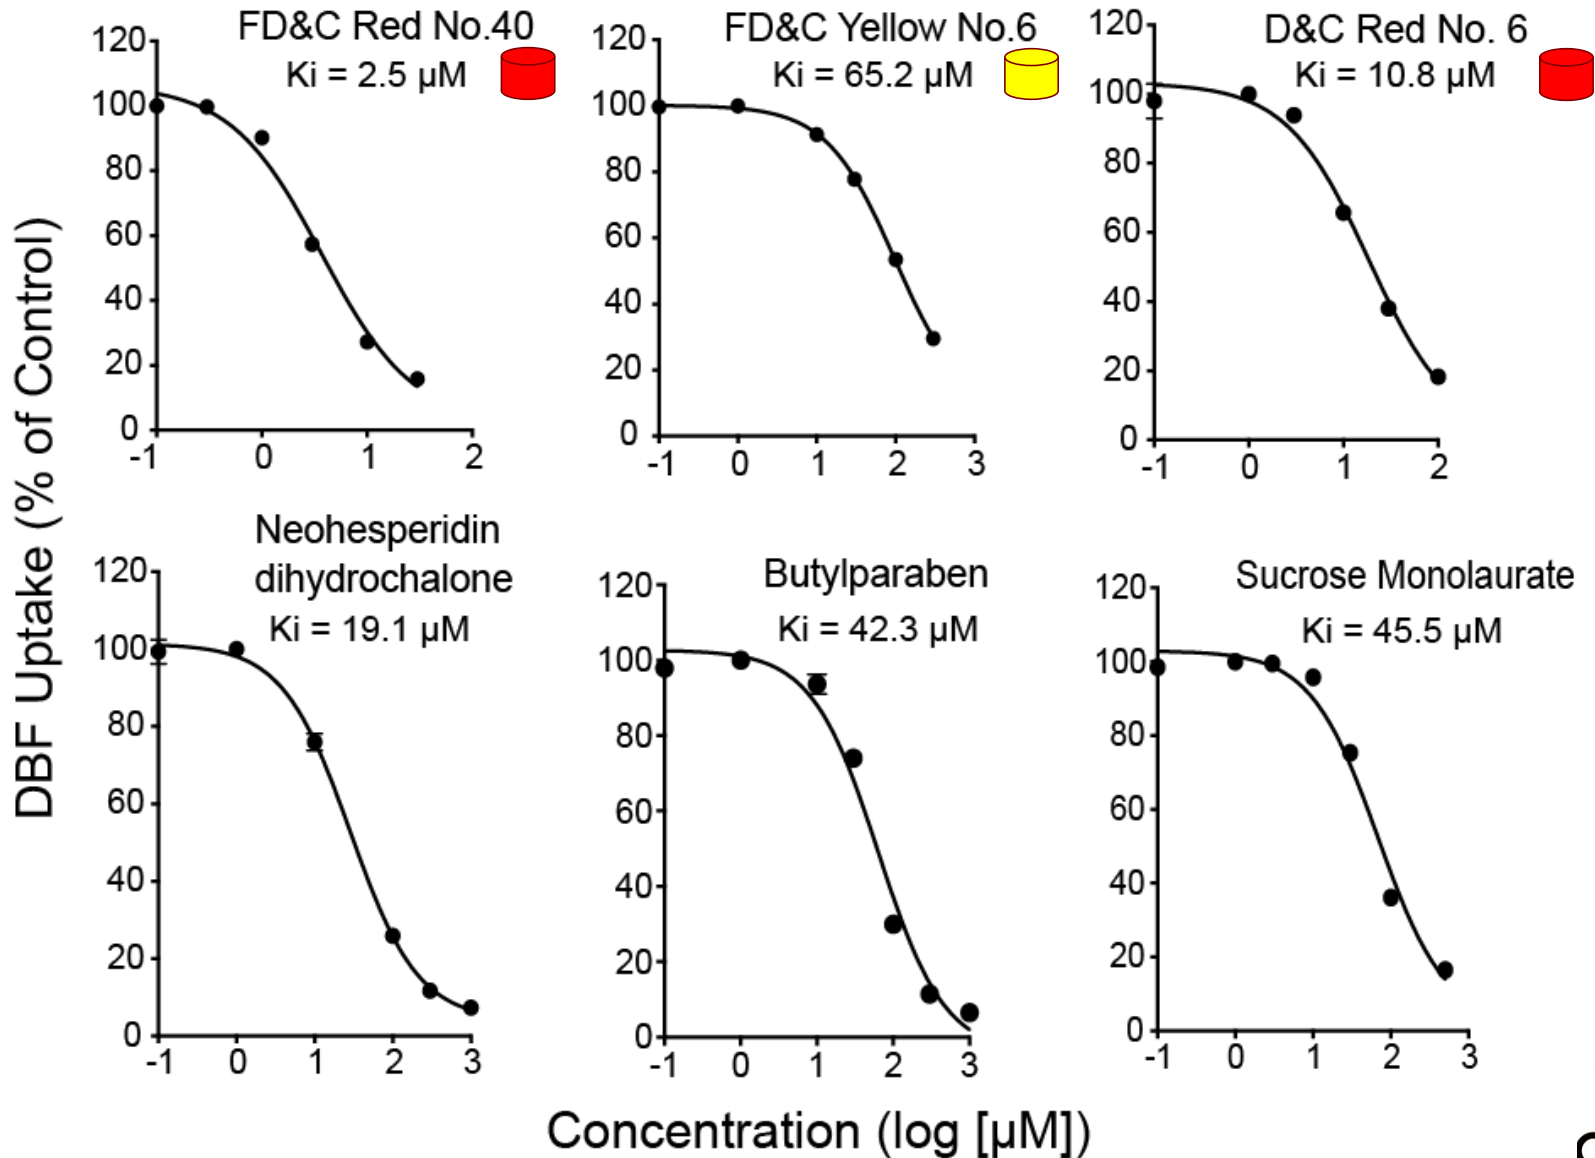 FD&C Red No.40
Ki = 2.5 µM
120
100
80
60
40
20
0
-1 0 1 2
FD&C Yellow No.6
Ki = 65.2 µM
120
100
80
60
40
20
0
-1 0 1 2 3
D&C Red No. 6
Ki = 10.8 µM
120
100
80
60
40
20
0
-1 0 1 2
DBF Uptake (% of Control)
Neohesperidin
dihydrochalone
Ki = 19.1 µM
120
100
80
60
40
20
0
-1 0 1 2 3
Butylparaben
Ki = 42.3 µM
120
100
80
60
40
20
0
-1 0 1 2 3
Sucrose Monolaurate
Ki = 45.5 µM
120
100
80
60
40
20
0
-1 0 1 2 3
Concentration (log [µM])